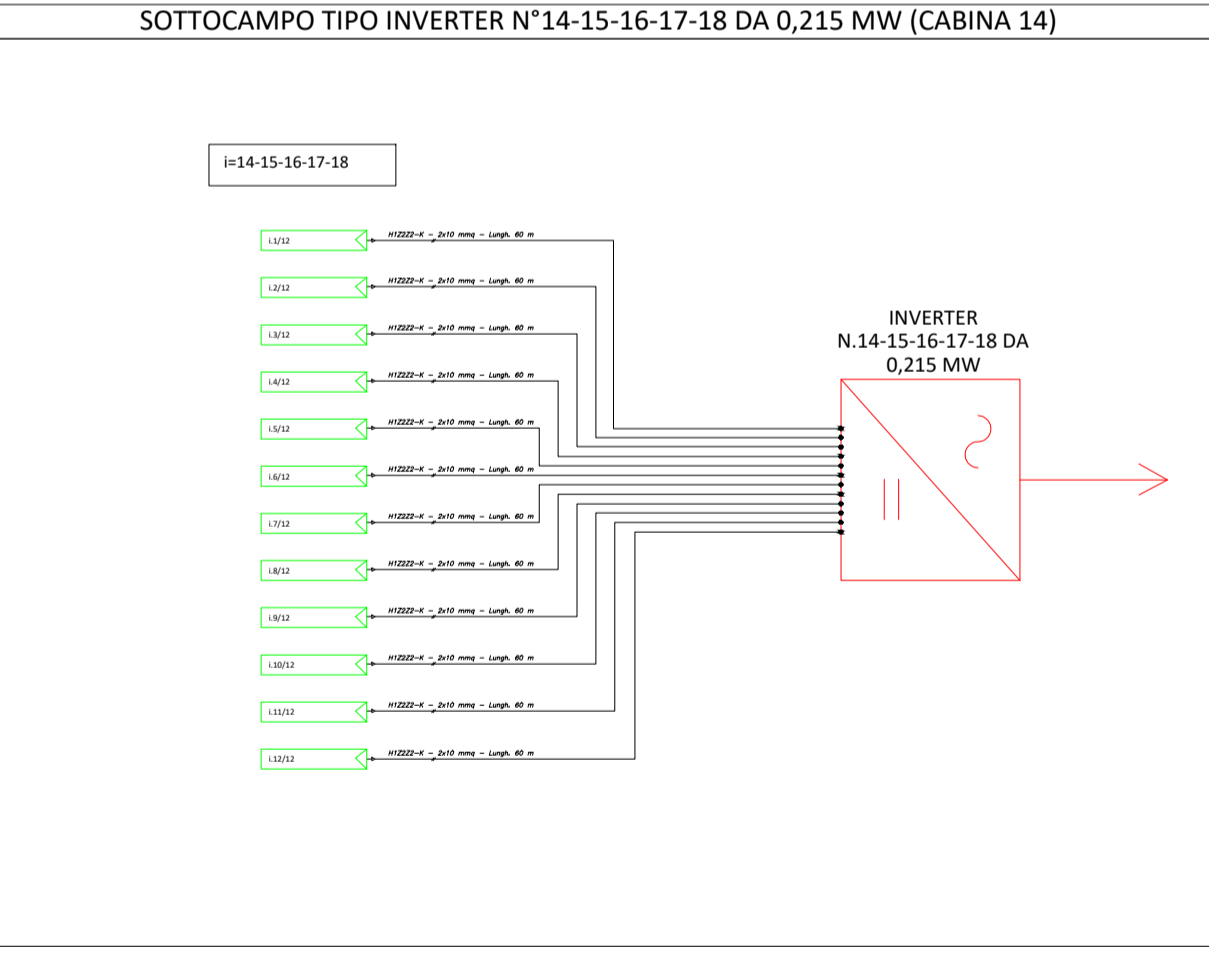 SOTTOCAMPO TIPO INVERTER N°14-15-16-17-18 DA 0,215 MW (CABINA 14)
i=14-15-16-17-18
i.1/12
H1Z2Z2-K - 2x10 mmq - Lungh. 60 m
i.2/12
H1Z2Z2-K - 2x10 mmq - Lungh. 60 m
i.3/12
H1Z2Z2-K - 2x10 mmq - Lungh. 60 m
i.4/12
H1Z2Z2-K - 2x10 mmq - Lungh. 60 m
i.5/12
H1Z2Z2-K - 2x10 mmq - Lungh. 60 m
i.6/12
H1Z2Z2-K - 2x10 mmq - Lungh. 60 m
i.7/12
H1Z2Z2-K - 2x10 mmq - Lungh. 60 m
i.8/12
H1Z2Z2-K - 2x10 mmq - Lungh. 60 m
i.9/12
H1Z2Z2-K - 2x10 mmq - Lungh. 60 m
i.10/12
H1Z2Z2-K - 2x10 mmq - Lungh. 60 m
i.11/12
H1Z2Z2-K - 2x10 mmq - Lungh. 60 m
i.12/12
H1Z2Z2-K - 2x10 mmq - Lungh. 60 m
INVERTER
N.14-15-16-17-18 DA
0,215 MW